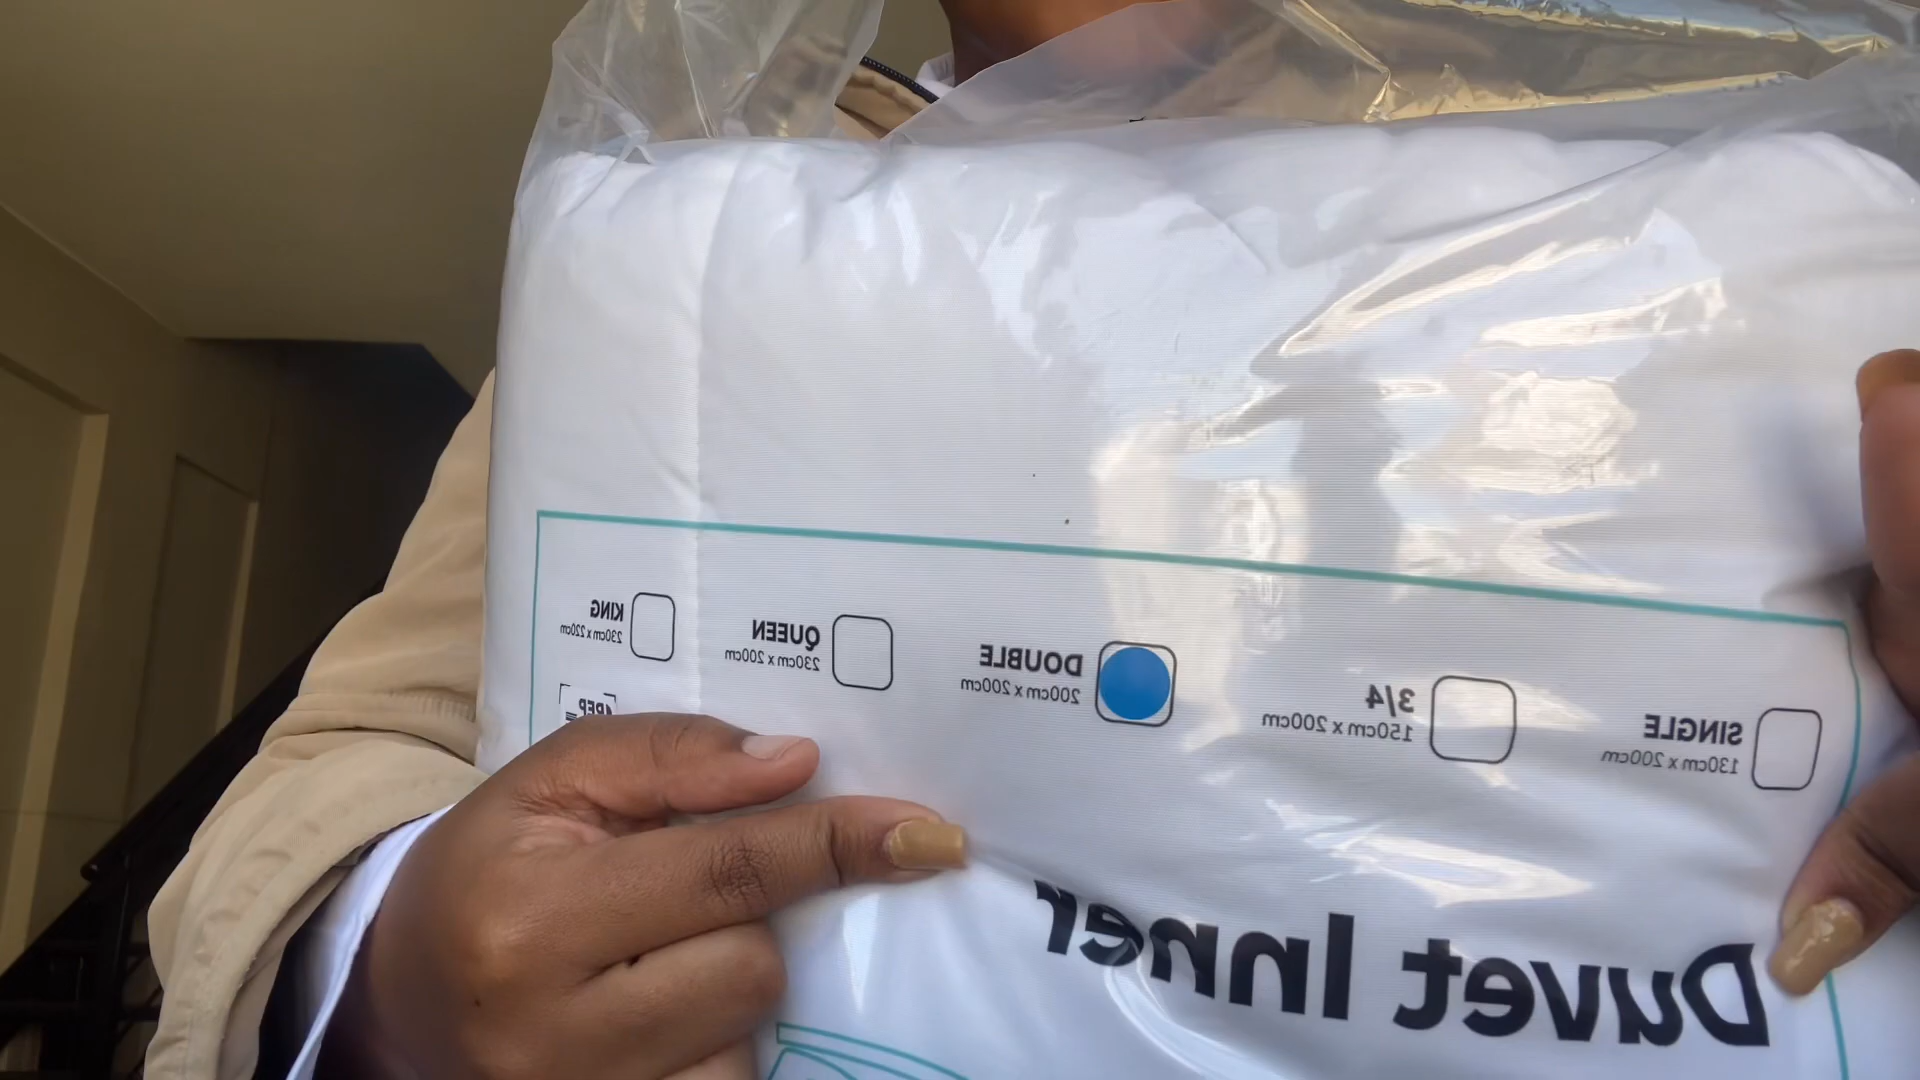 SINGLE
130cm x 200cm
3/4
150cm x 200cm
DOUBLE
200cm x 200cm
QUEEN
230cm x 200cm
KING
230cm x 220cm
Duvet Inner